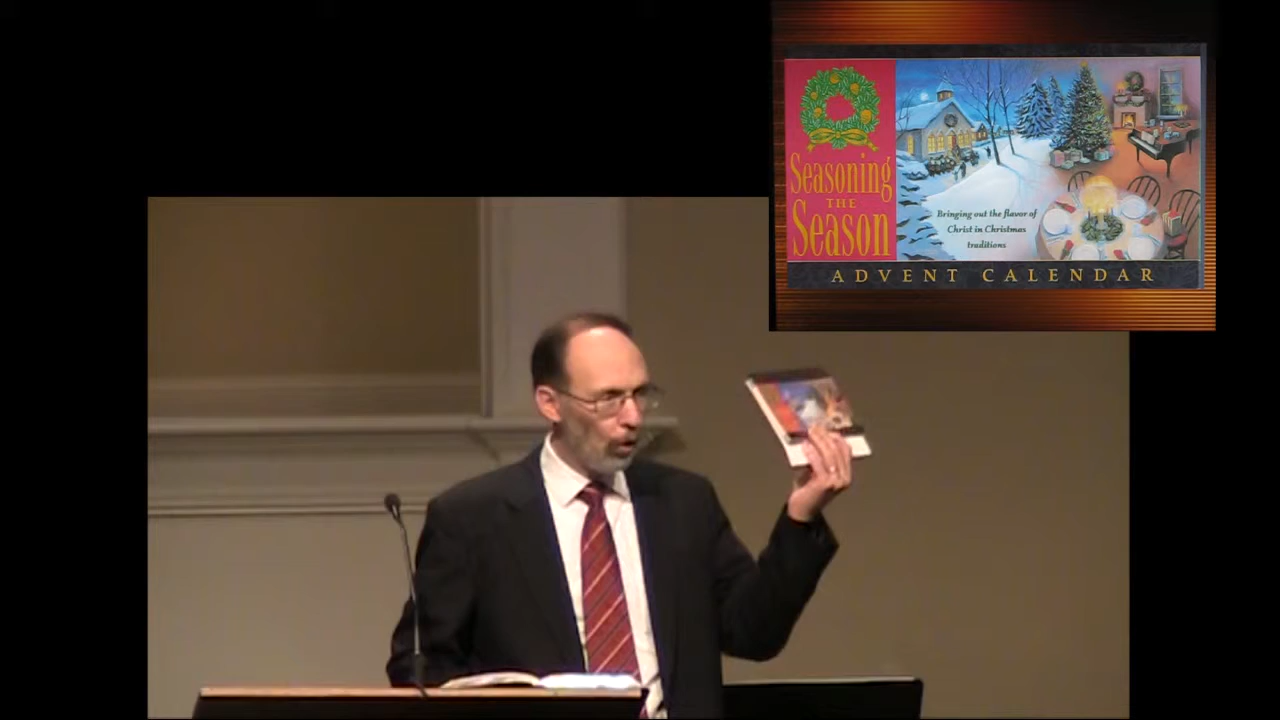 Seasoning
THE
Season
Bringing out the flavor of
Christ in Christmas
traditions
ADVENT CALENDAR